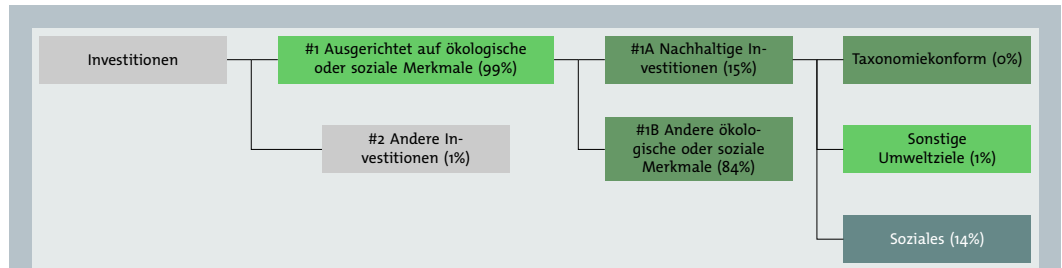 Investitionen
#1 Ausgerichtet auf ökologische
oder soziale Merkmale (99%)
#2 Andere In-
vestitionen (1%)
#1A Nachhaltige In-
vestitionen (15%)
#1B Andere ökolo-
gische oder soziale
Merkmale (84%)
Taxonomiekonform (0%)
Sonstige
Umweltziele (1%)
Soziales (14%)